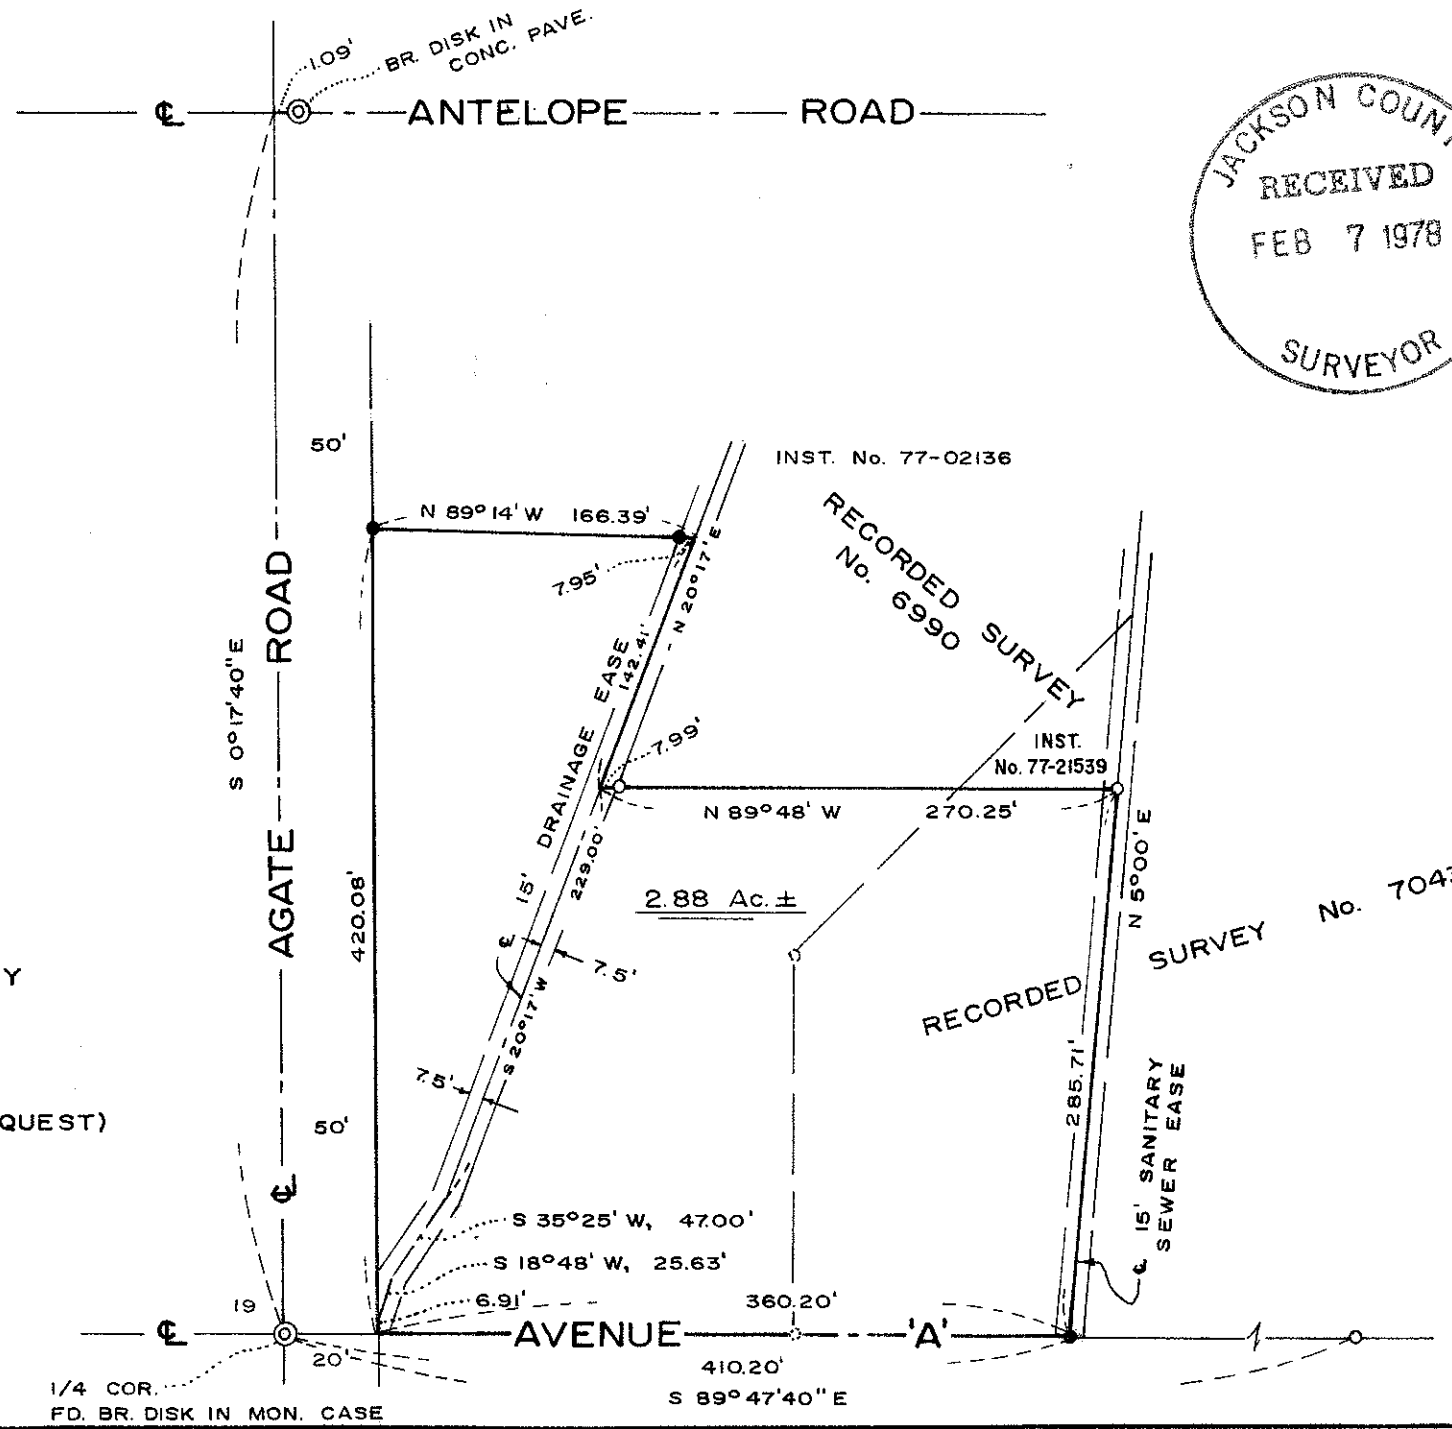 1.09'
BR. DISK IN
CONC. PAVE.
℄ ANTELOPE ROAD
JACKSON COUN
RECEIVED
FEB 7 1978
SURVEYOR
50'
INST. No. 77-02136
N 89° 14' W 166.39'
7.95'
N 20°17' E
142.41'
15' DRAINAGE EASE
RECORDED SURVEY
No. 6990
S 0°17'40" E
AGATE ROAD
℄
7.99'
INST.
No. 77-21539
N 89° 48' W 270.25'
N 5°00' E
229.00'
420.08'
2.88 Ac. ±
℄
7.5'
S 20°17' W
RECORDED SURVEY No. 704
Y
7.5'
285.71'
QUEST)
50'
℄ 15' SANITARY
SEWER EASE
S 35° 25' W, 47.00'
S 18° 48' W, 25.63'
6.91'
360.20'
19
℄ AVENUE 'A'
20'
410.20'
S 89° 47' 40" E
1/4 COR.
FD. BR. DISK IN MON. CASE